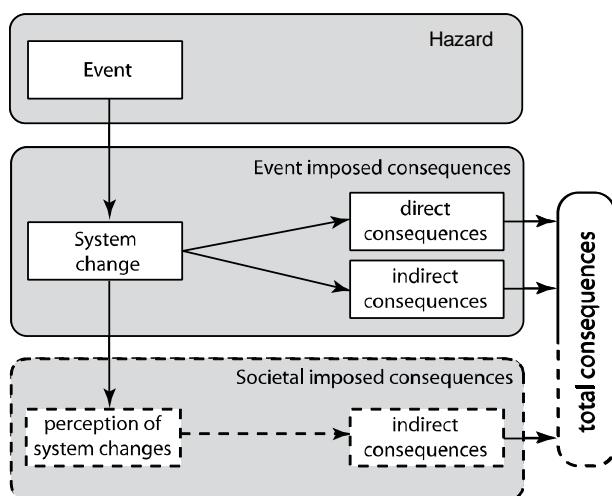 Hazard
Event
Event imposed consequences
direct
consequences
System
change
indirect
consequences
total consequences
Societal imposed consequences
perception of
system changes
indirect
consequences